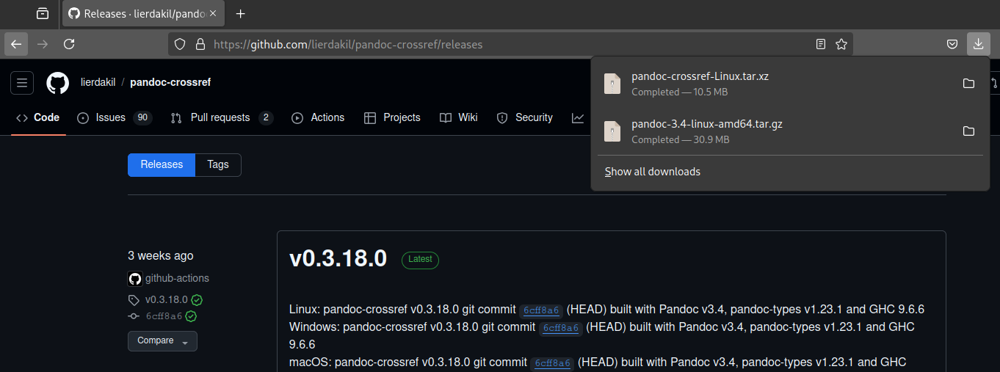 Releases · lierdakil/pando
https://github.com/lierdakil/pandoc-crossref/releases
pandoc-crossref-Linux.tar.xz
Completed — 10.5 MB
pandoc-3.4-linux-amd64.tar.gz
Completed — 30.9 MB
Show all downloads
lierdakil / pandoc-crossref
Code Issues 90 Pull requests 2 Actions Projects Wiki Security
Releases Tags
3 weeks ago
github-actions
v0.3.18.0
6cff8a6
Compare
v0.3.18.0 Latest
Linux: pandoc-crossref v0.3.18.0 git commit 6cff8a6 (HEAD) built with Pandoc v3.4, pandoc-types v1.23.1 and GHC 9.6.6
Windows: pandoc-crossref v0.3.18.0 git commit 6cff8a6 (HEAD) built with Pandoc v3.4, pandoc-types v1.23.1 and GHC
9.6.6
macOS: pandoc-crossref v0.3.18.0 git commit 6cff8a6 (HEAD) built with Pandoc v3.4, pandoc-types v1.23.1 and GHC